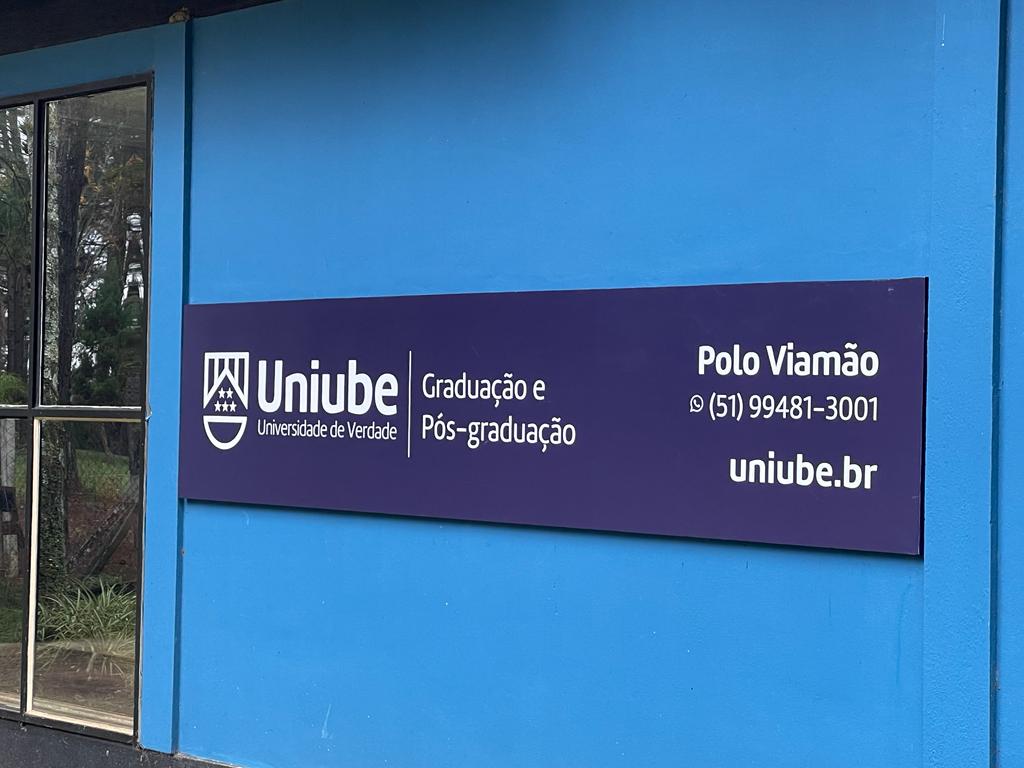 Uniube
Universidade de Verdade
Graduação e
Pós-graduação
Polo Viamão
(51) 99481-3001
uniube.br